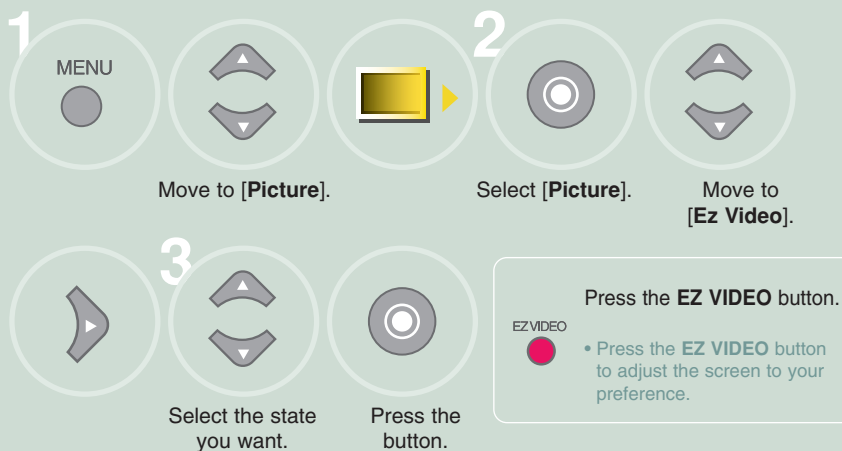 1
MENU
Move to [Picture].
2
Select [Picture].
Move to
[Ez Video].
3
Select the state
you want.
Press the
button.
Press the EZ VIDEO button.
EZ VIDEO
• Press the EZ VIDEO button
to adjust the screen to your
preference.